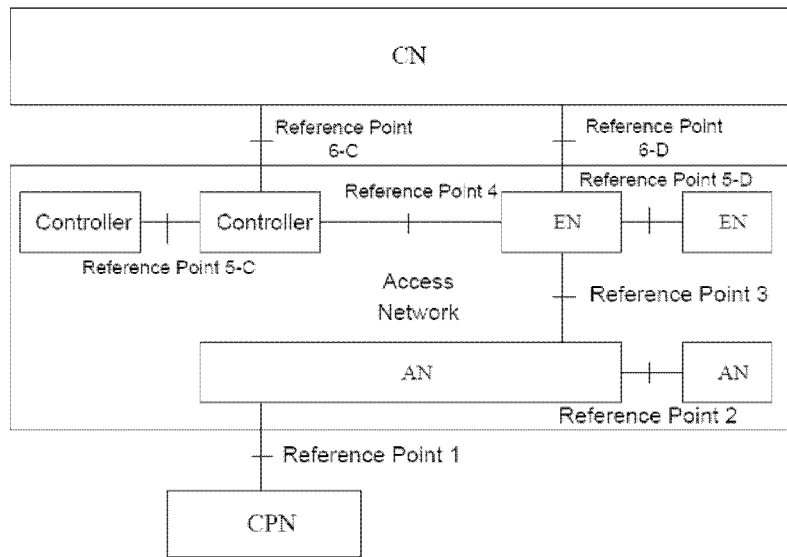 CN
Reference Point
6-C
Reference Point
6-D
Reference Point 4
Reference Point 5-D
Controller
Controller
EN
EN
Reference Point 5-C
Access
Network
Reference Point 3
AN
AN
Reference Point 2
Reference Point 1
CPN